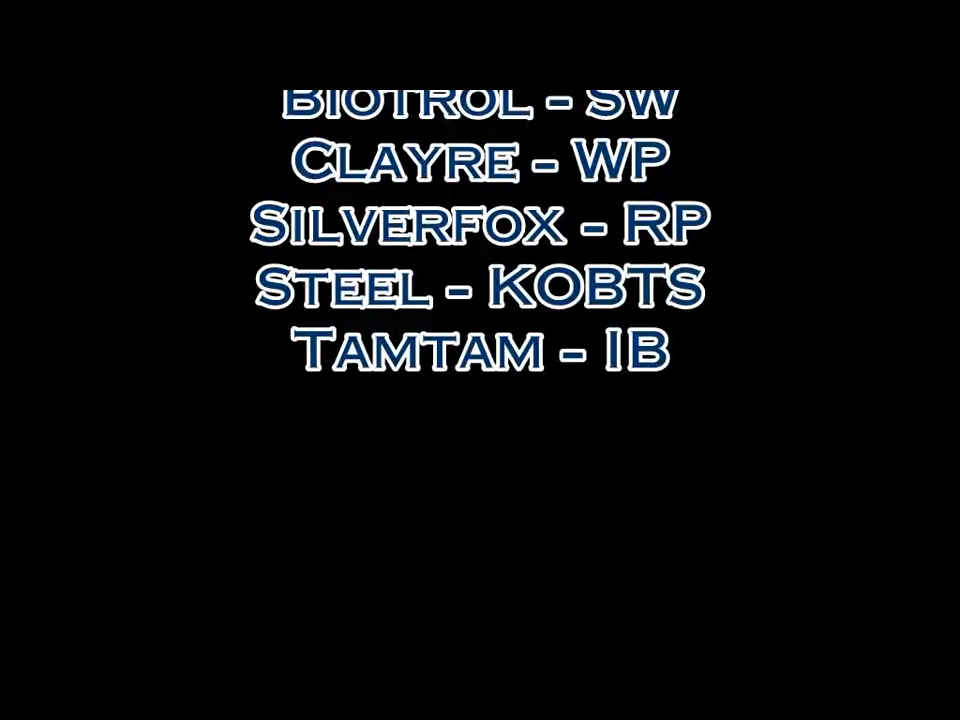 BIOTROL - SW
CLAYRE - WP
SILVERFOX - RP
STEEL - KOBTS
TAMTAM - IB